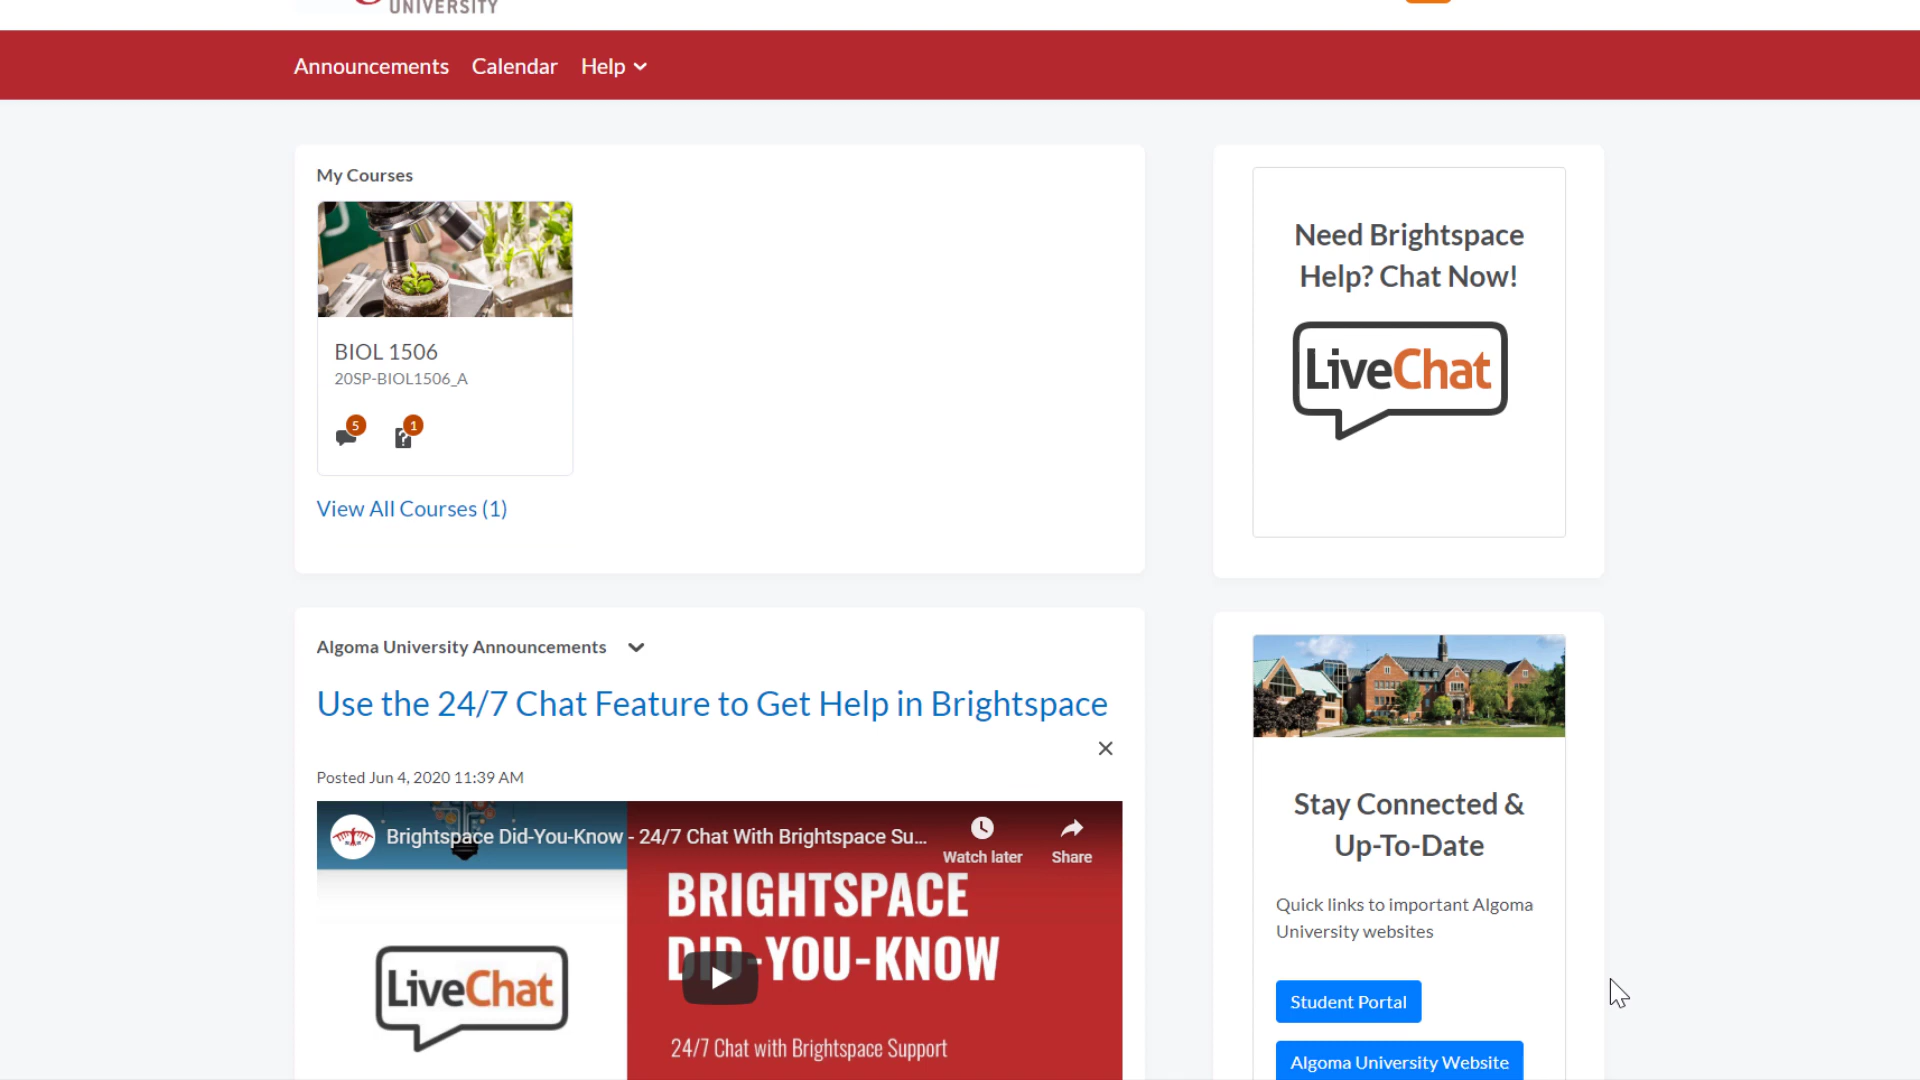 UNIVERSITY
Announcements Calendar Help
My Courses
BIOL 1506
20SP-BIOL1506_A
5 1
View All Courses (1)
Need Brightspace
Help? Chat Now!
LiveChat
Algoma University Announcements
Use the 24/7 Chat Feature to Get Help in Brightspace
Posted Jun 4, 2020 11:39 AM
Brightspace Did-You-Know - 24/7 Chat With Brightspace Su...
Watch later Share
BRIGHTSPACE
DID-YOU-KNOW
LiveChat
24/7 Chat with Brightspace Support
Stay Connected &
Up-To-Date
Quick links to important Algoma
University websites
Student Portal
Algoma University Website